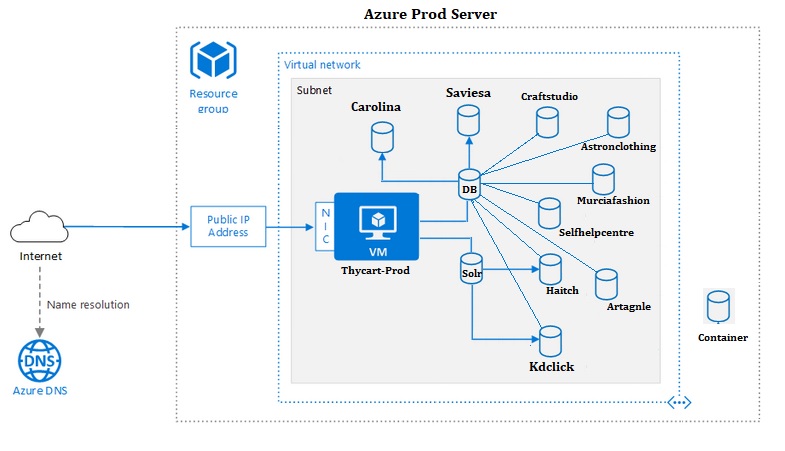 Azure Prod Server
Virtual network
Resource
group
Subnet
Carolina
Saviesa
Craftstudio
Astronclothing
DB
Murciafashion
Public IP
Address
N
I
C
VM
Thycart-Prod
Selfhelpcentre
Internet
Solr
Haitch
Artagnle
Name resolution
Container
DNS
Azure DNS
Kdclick